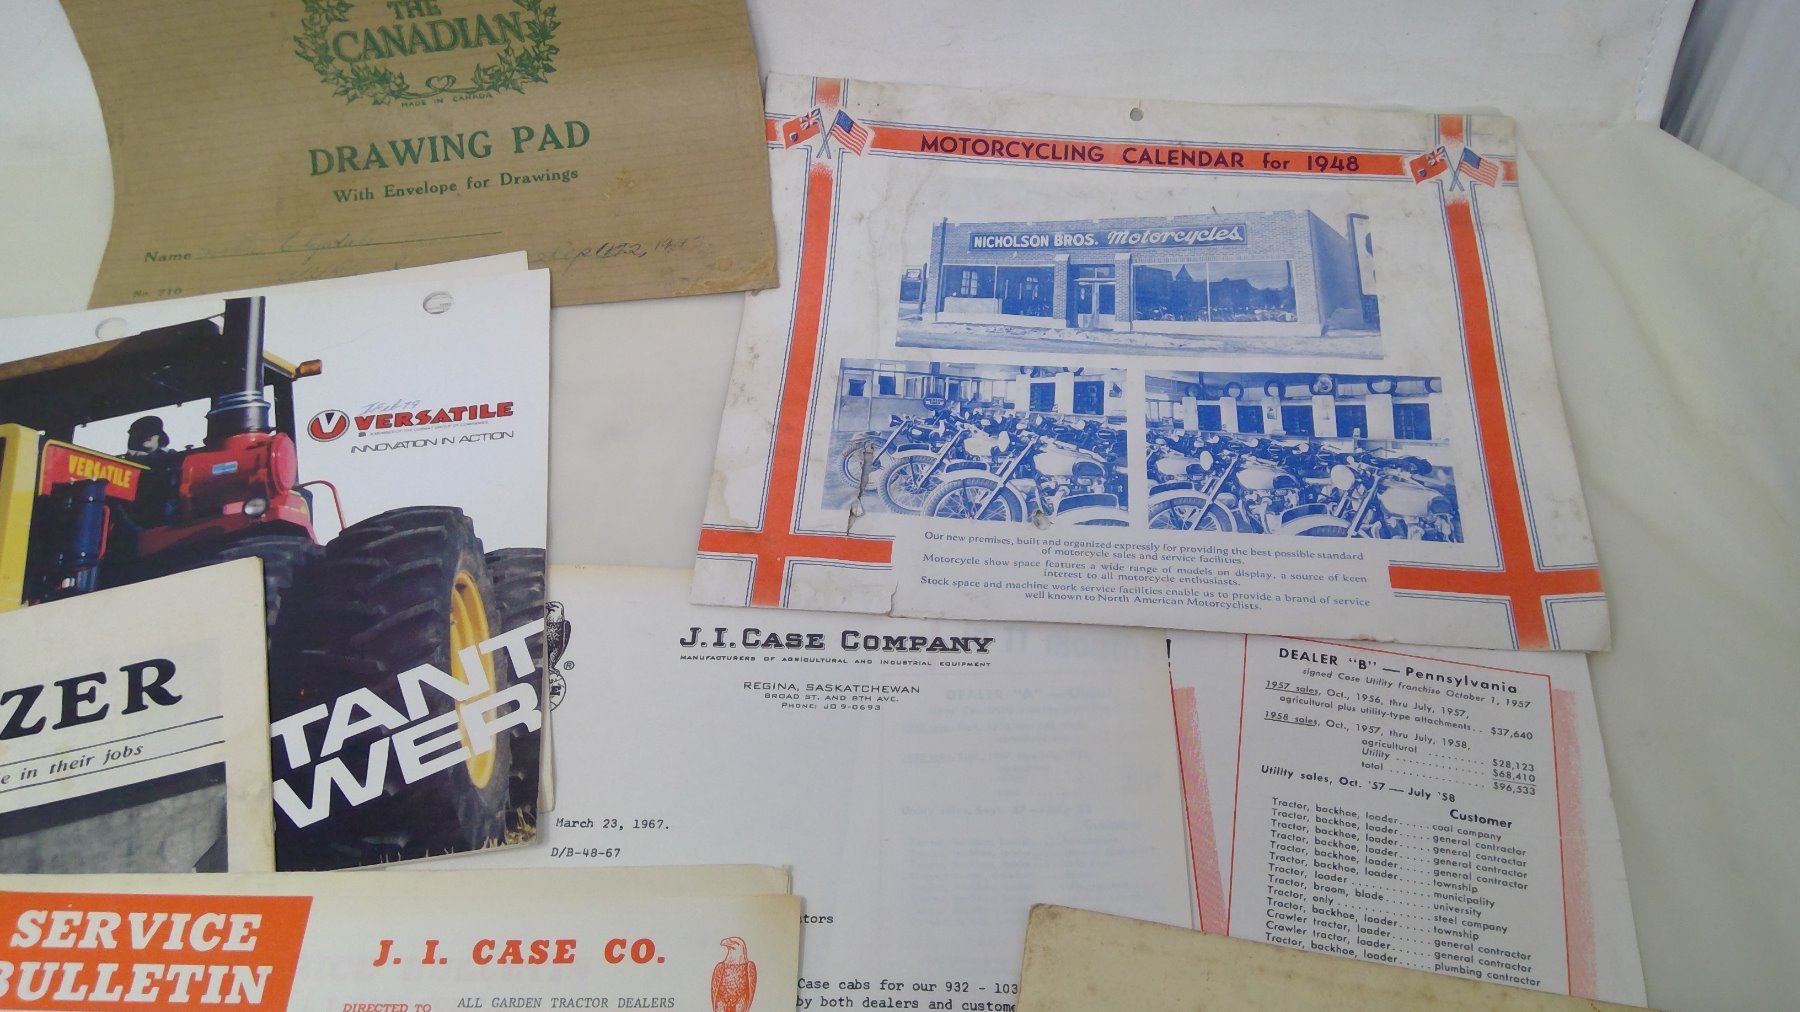 THE
CANADIAN
MADE IN CANADA
DRAWING PAD
With Envelope for Drawings
Name
No. 710
MOTORCYCLING CALENDAR for 1948
NICHOLSON BROS. Motorcycles
Our new premises, built and organized expressly for providing the best possible standard
of motorcycle sales and service facilities.
Motorcycle show space features a wide range of models on display, a source of keen
interest to all motorcycle enthusiasts.
Stock space and machine work service facilities enable us to provide a brand of service
well known to North American Motorcyclists.
V VERSATILE
INNOVATION IN ACTION
VERSATILE
TANT
WER
ZER
e in their jobs
J. I. CASE COMPANY
MANUFACTURERS OF AGRICULTURAL AND INDUSTRIAL EQUIPMENT
REGINA, SASKATCHEWAN
BROAD ST. AND 8TH AVE.
PHONE: JO 9-0693
®
March 23, 1967.
D/B-48-67
tors
Case cabs for our 932 - 103
by both dealers and custome
DEALER "B" — Pennsylvania
signed Case Utility franchise October 1, 1957
1957 sales, Oct., 1956, thru July, 1957,
agricultural plus utility-type attachments.. $37,640
1958 sales, Oct., 1957, thru July, 1958,
agricultural .............. $28,123
Utility .............. $68,410
total .............. $96,533
Utility sales, Oct. '57 — July '58
Customer
Tractor, backhoe, loader.....coal company
Tractor, backhoe, loader.....general contractor
Tractor, backhoe, loader.....general contractor
Tractor, backhoe, loader.....general contractor
Tractor, backhoe, loader.....general contractor
Tractor, backhoe, loader.....township
Tractor, loader..............municipality
Tractor, broom, blade........university
Tractor, only................steel company
Tractor, backhoe, loader.....township
Crawler tractor, loader......general contractor
Crawler tractor, loader......general contractor
Tractor, backhoe, loader.....plumbing contractor
SERVICE
BULLETIN
J. I. CASE CO.
DIRECTED TO ALL GARDEN TRACTOR DEALERS